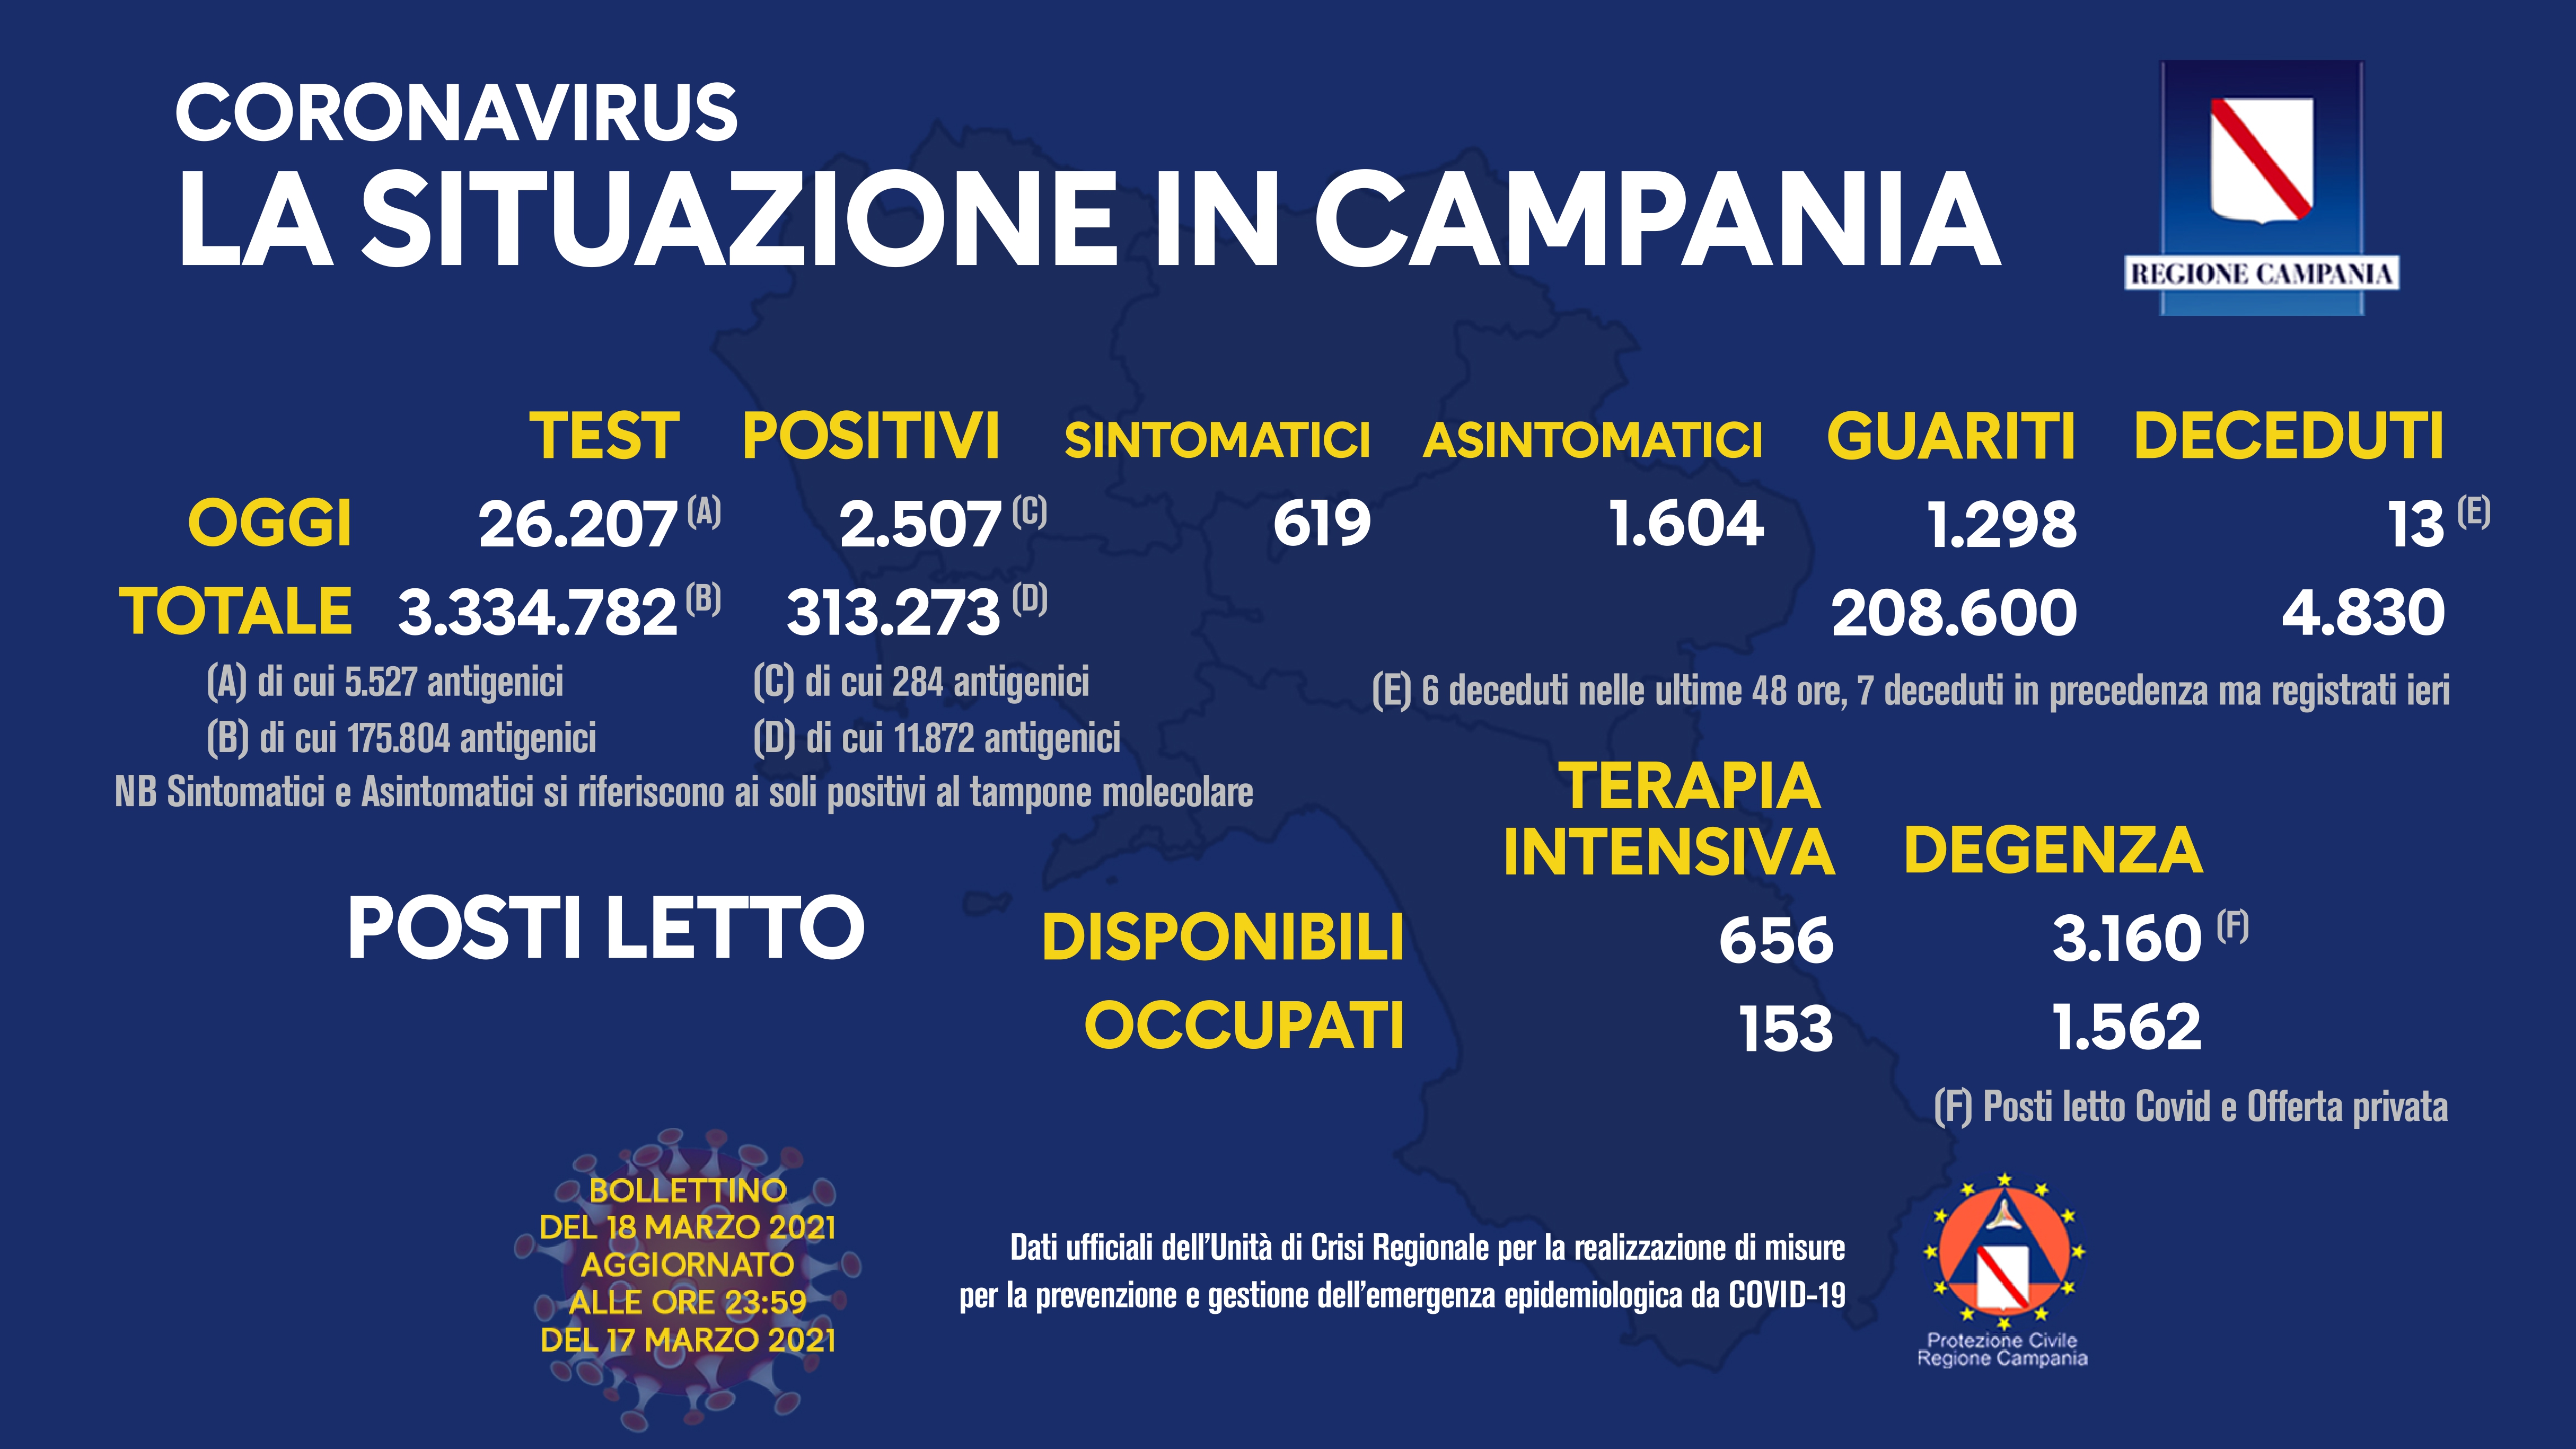 CORONAVIRUS
LA SITUAZIONE IN CAMPANIA
REGIONE CAMPANIA
TEST POSITIVI SINTOMATICI ASINTOMATICI GUARITI DECEDUTI
OGGI 26.207 (A) 2.507 (C) 619 1.604 1.298 13 (E)
TOTALE 3.334.782 (B) 313.273 (D) 208.600 4.830
(A) di cui 5.527 antigenici (C) di cui 284 antigenici (E) 6 deceduti nelle ultime 48 ore, 7 deceduti in precedenza ma registrati ieri
(B) di cui 175.804 antigenici (D) di cui 11.872 antigenici
NB Sintomatici e Asintomatici si riferiscono ai soli positivi al tampone molecolare
TERAPIA
INTENSIVA DEGENZA
POSTI LETTO DISPONIBILI 656 3.160 (F)
OCCUPATI 153 1.562
(F) Posti letto Covid e Offerta privata
BOLLETTINO
DEL 18 MARZO 2021
AGGIORNATO
ALLE ORE 23:59
DEL 17 MARZO 2021
Dati ufficiali dell'Unità di Crisi Regionale per la realizzazione di misure
per la prevenzione e gestione dell'emergenza epidemiologica da COVID-19
Protezione Civile
Regione Campania